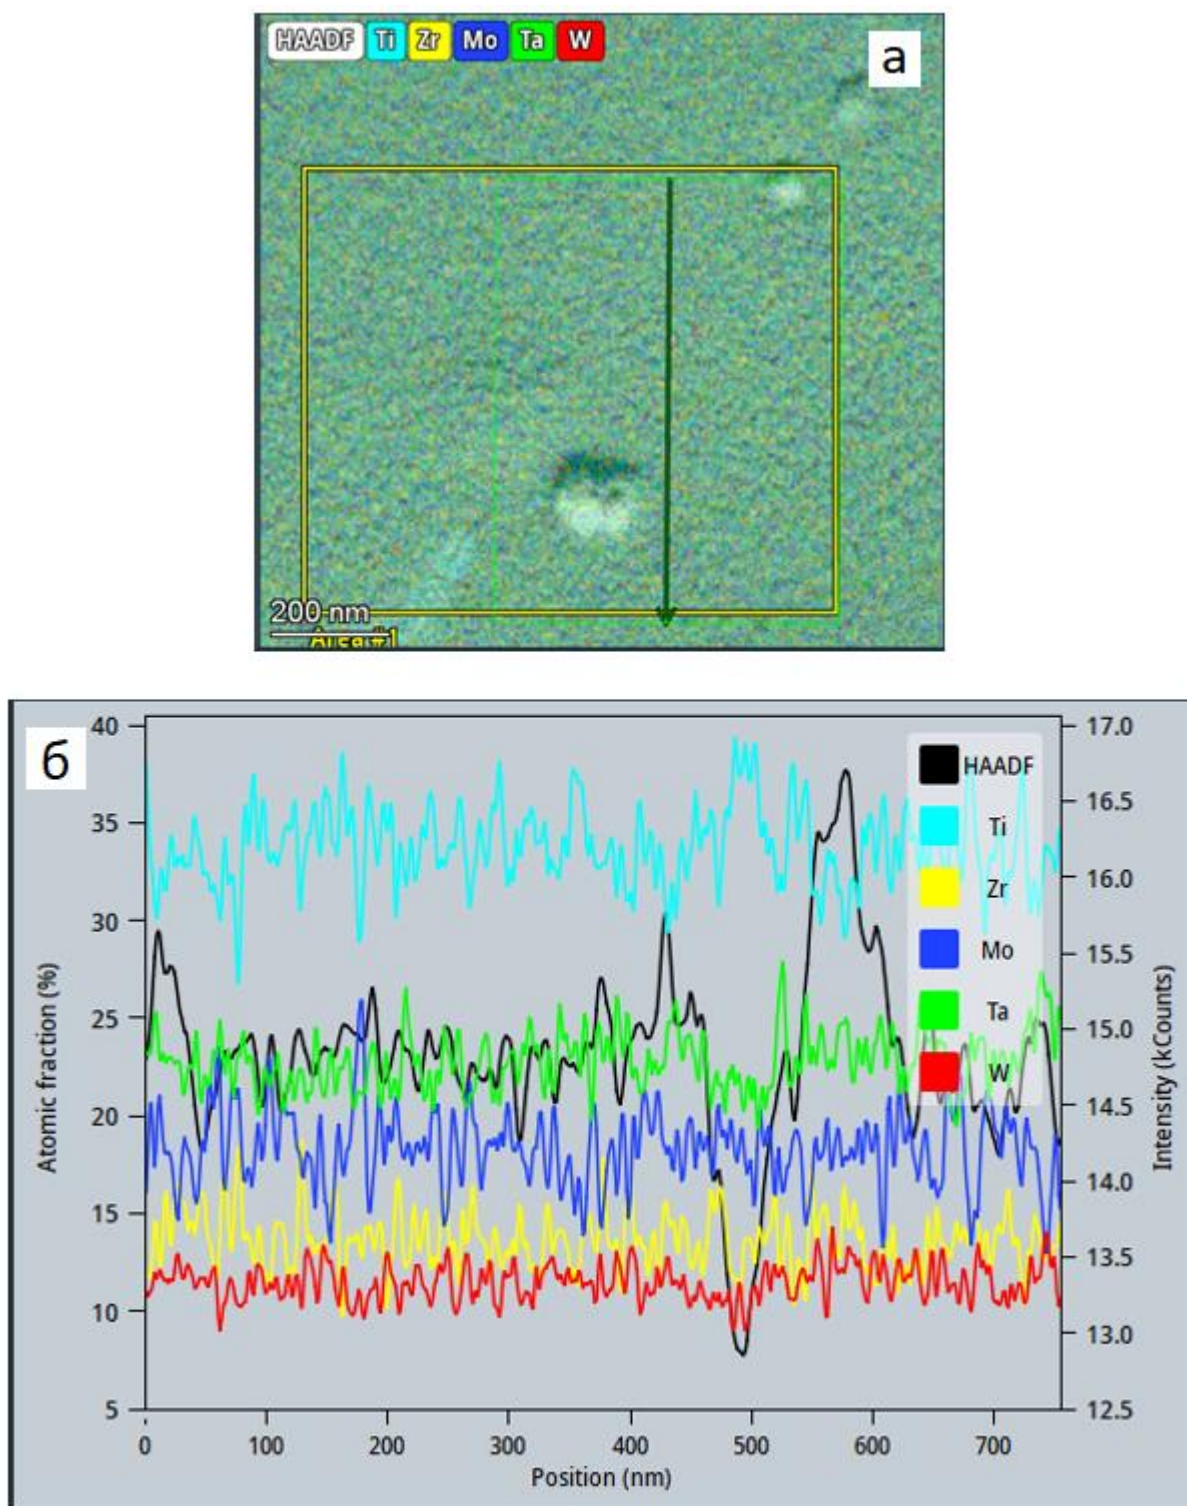 HAADF Ti Zr Mo Ta W
а
200 nm
Area #1
б
Atomic fraction (%)
40
35
30
25
20
15
10
5
HAADF
Ti
Zr
Mo
Ta
W
17.0
16.5
16.0
15.5
15.0
14.5
14.0
13.5
13.0
12.5
Intensity (kCounts)
0 100 200 300 400 500 600 700
Position (nm)